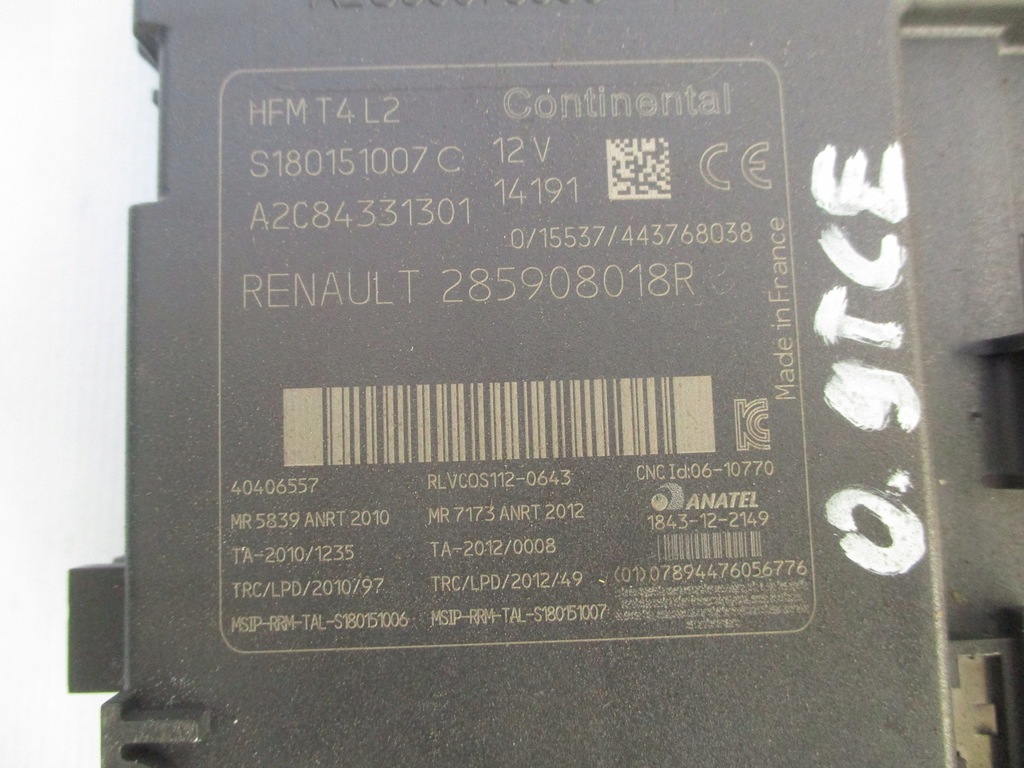 HFM T4 L2
Continental
S180151007 C
12 V
CE
A2C84331301
14191
0/15537/443768038
RENAULT 285908018R
Made in France
40406557
RLVCOS112-0643
CNC Id:06-10770
MR 5839 ANRT 2010
MR 7173 ANRT 2012
ANATEL
1843-12-2149
TA-2010/1235
TA-2012/0008
TRC/LPD/2010/97
TRC/LPD/2012/49
(01)07894476056776
MSIP-RRM-TAL-S180151006
MSIP-RRM-TAL-S180151007
0.9TCE